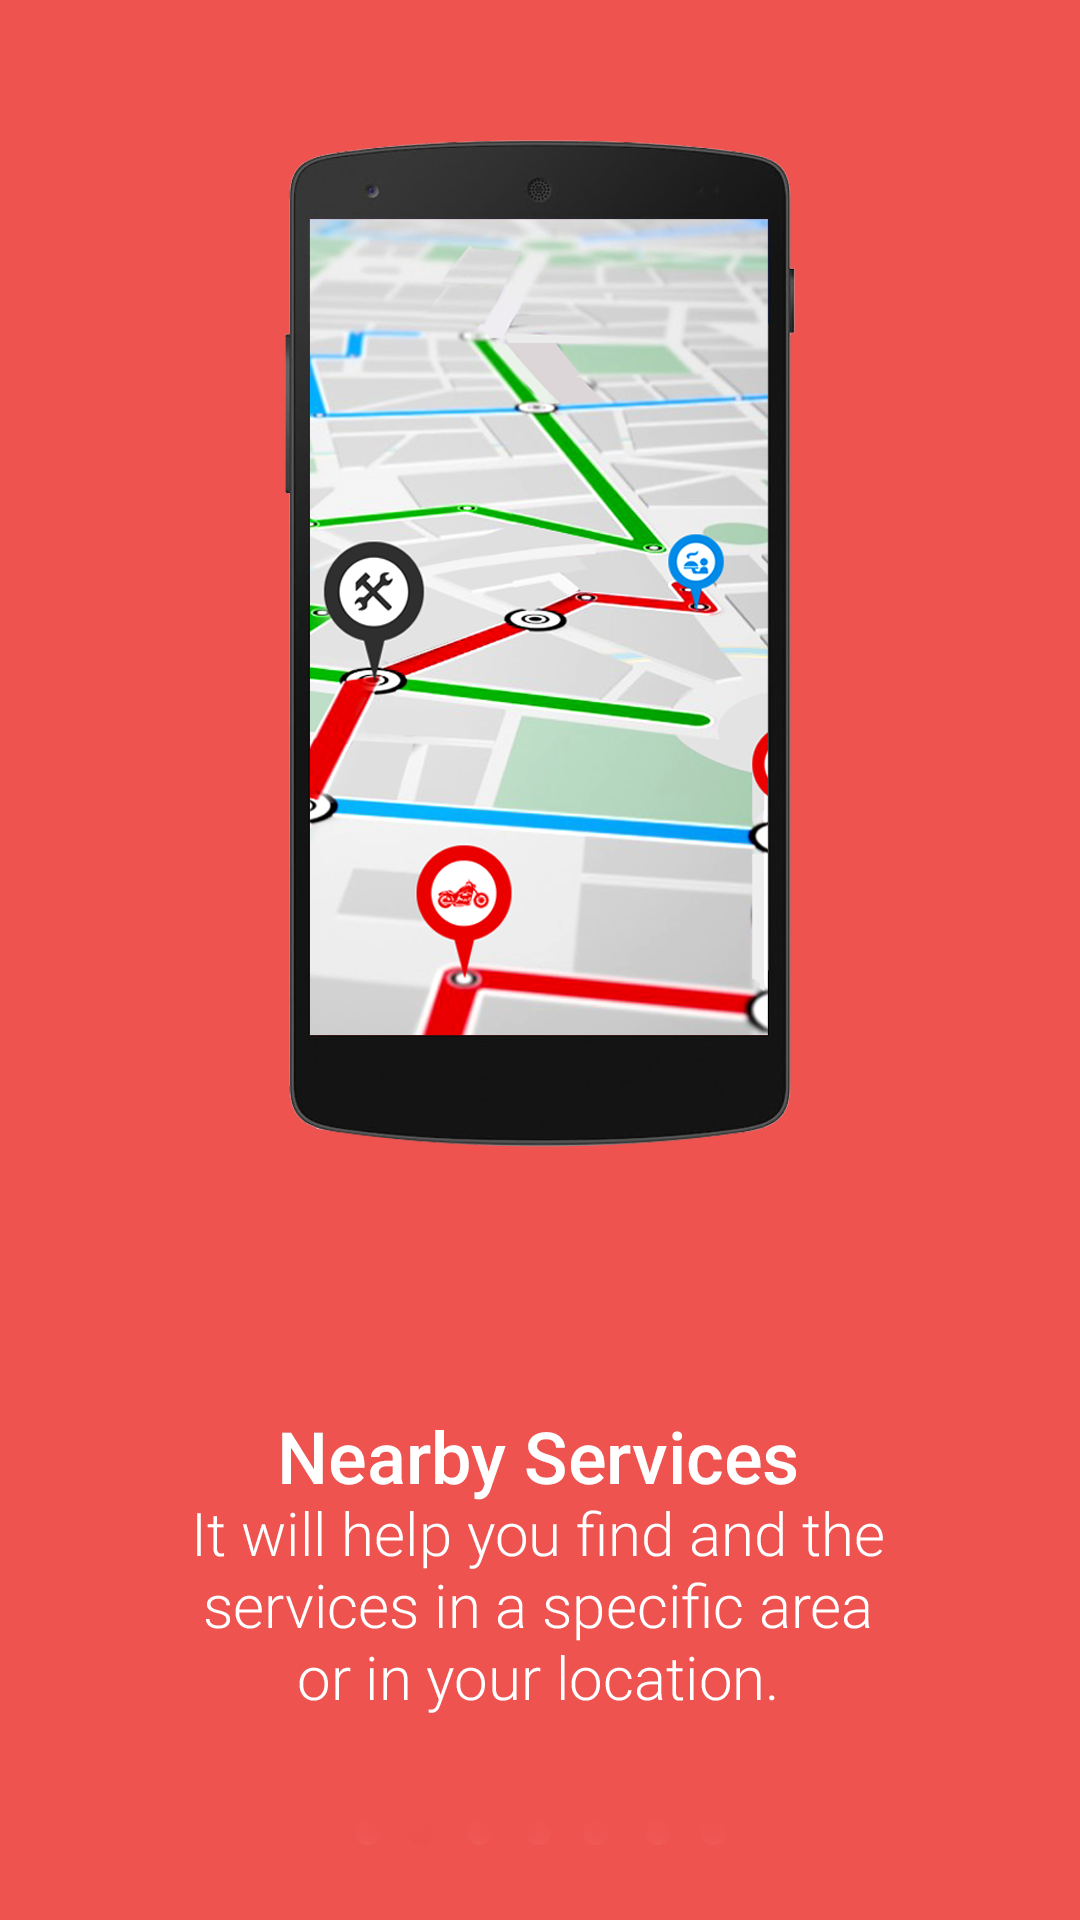 Nearby Services
It will help you find and the
services in a specific area
or in your location.